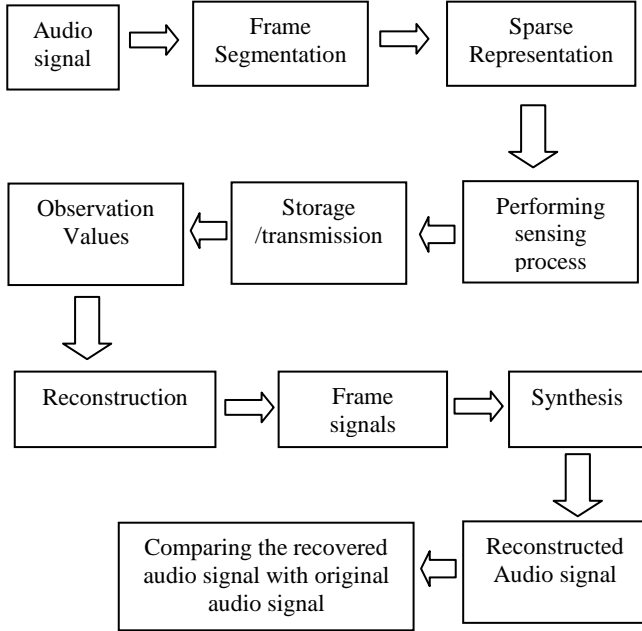 Audio
signal
Frame
Segmentation
Sparse
Representation
Observation
Values
Storage
/transmission
Performing
sensing
process
Reconstruction
Frame
signals
Synthesis
Comparing the recovered
audio signal with original
audio signal
Reconstructed
Audio signal